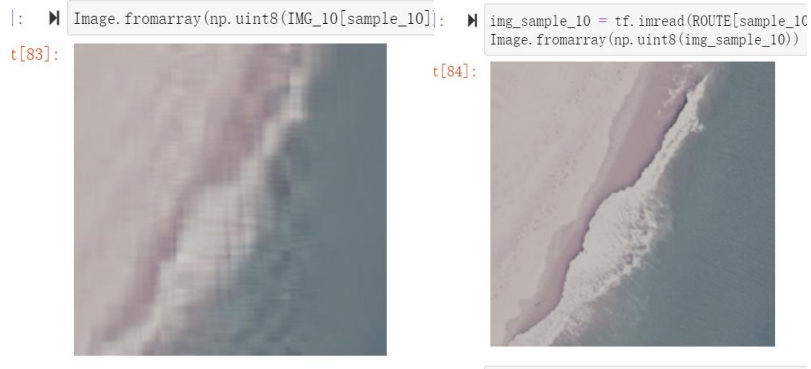 ]: Image.fromarray(np.uint8(IMG_10[sample_10]
t[83]:
]: img_sample_10 = tf.imread(ROUTE[sample_10
Image.fromarray(np.uint8(img_sample_10))
t[84]: